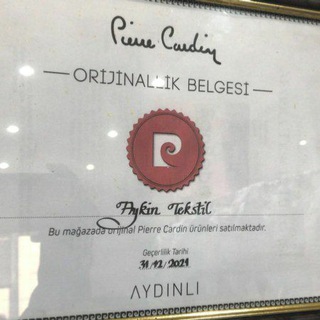 Pierre Cardin
ORİJİNALLİK BELGESİ
Aykin Tekstil
Bu mağazada orijinal Pierre Cardin ürünleri satılmaktadır.
Geçerlilik Tarihi
31/12/2021
AYDINLI